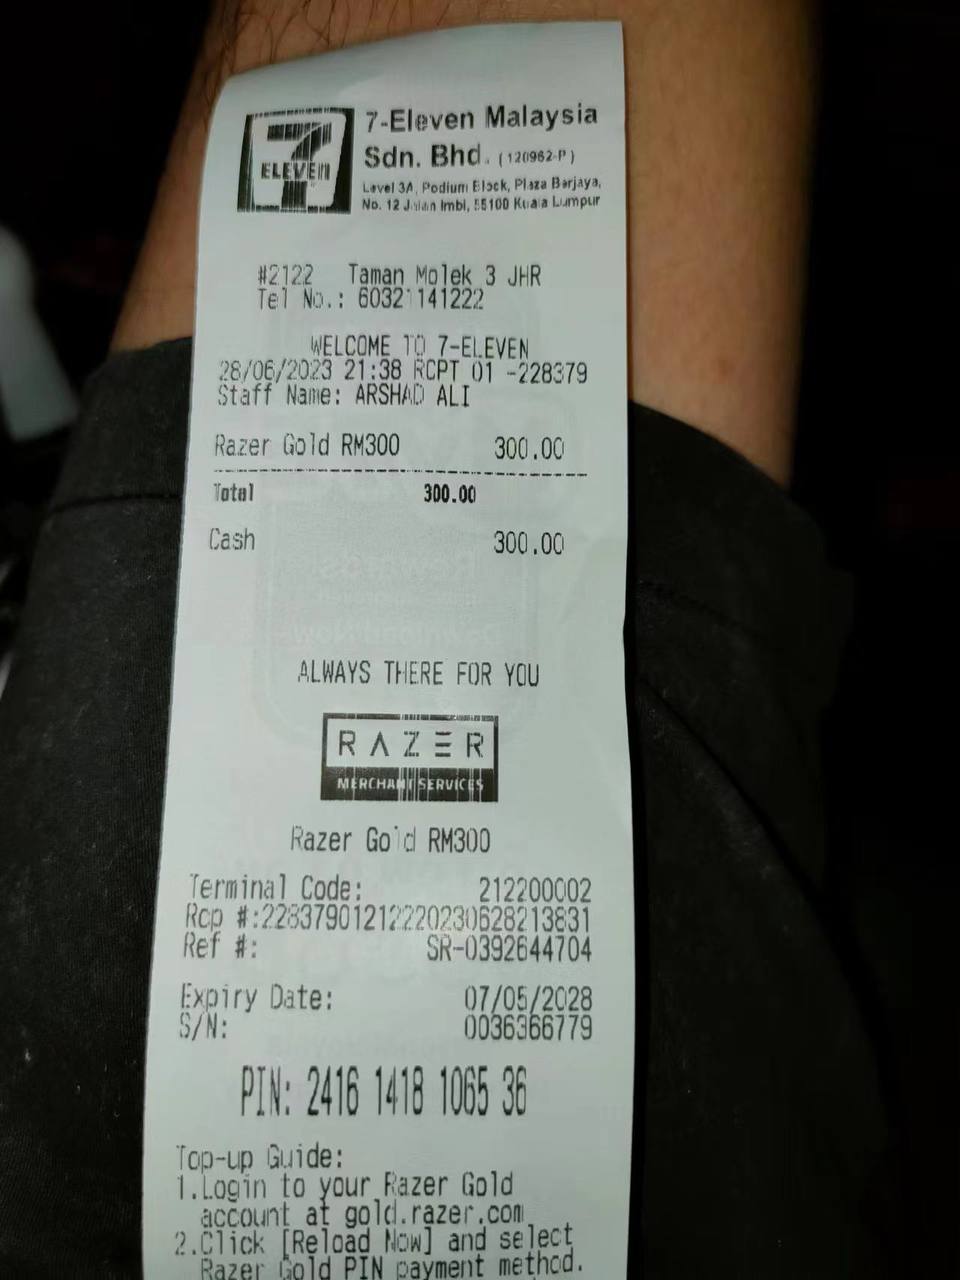 7-Eleven Malaysia
Sdn. Bhd. (120962-P)
Level 3A, Podium Block, Plaza Berjaya,
No. 12 Jalan Imbi, 55100 Kuala Lumpur
7
ELEVEN
#2122 Taman Molek 3 JHR
Tel No.: 60321141222
WELCOME TO 7-ELEVEN
28/06/2023 21:38 RCPT 01 -228379
Staff Name: ARSHAD ALI
Razer Gold RM300 300.00
Total 300.00
Cash 300.00
ALWAYS THERE FOR YOU
RAZER
MERCHANT SERVICES
Razer Gold RM300
Terminal Code: 212200002
Rcp #:2283790121222020230628213831
Ref #: SR-0392644704
Expiry Date: 07/05/2028
S/N: 0036366779
PIN: 2416 1418 1065 36
Top-up Guide:
1.Login to your Razer Gold
account at gold.razer.com
2.Click [Reload Now] and select
Razer Gold PIN payment method.